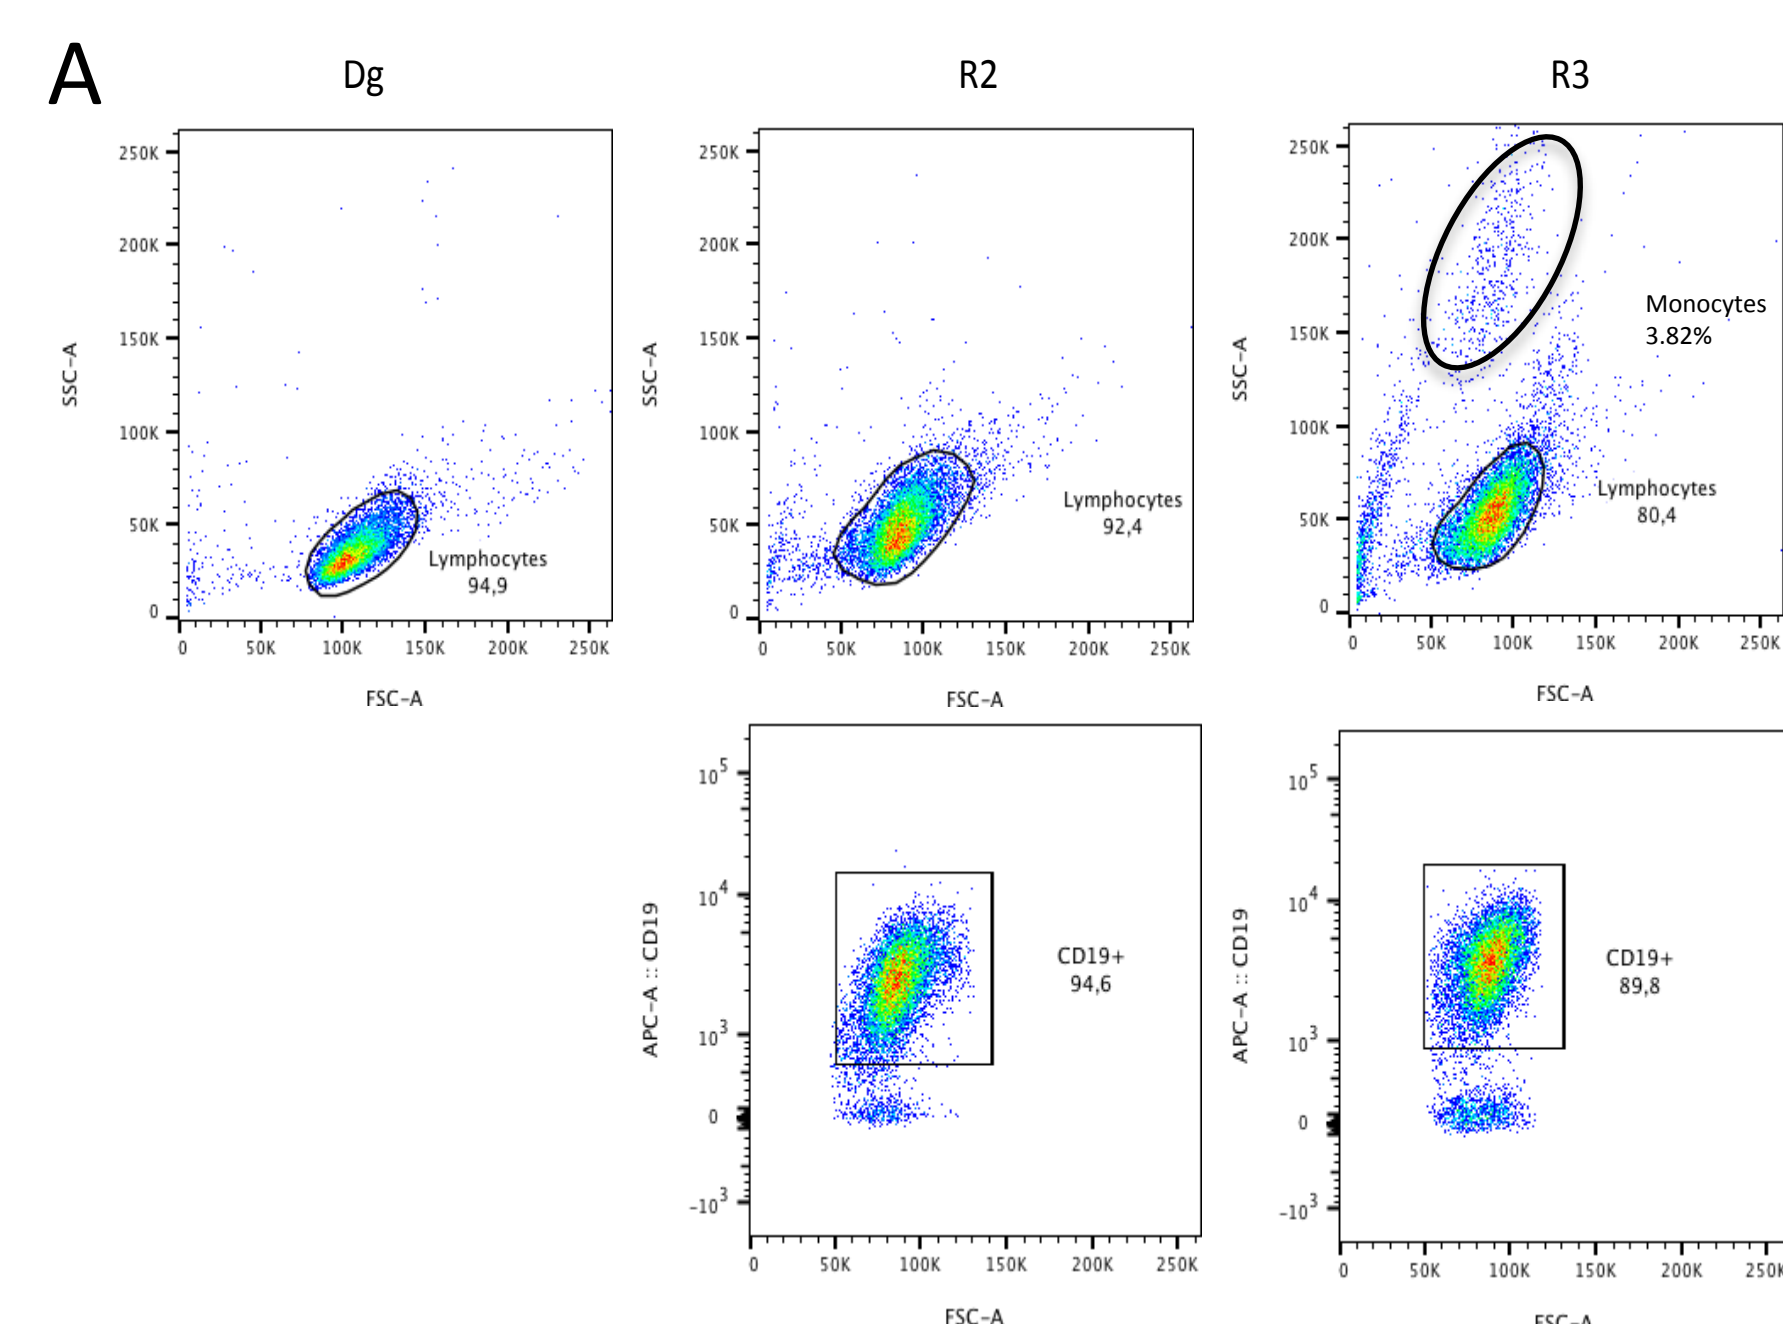 A
Dg
R2
R3
250K
200K
150K
100K
50K
0
SSC-A
Lymphocytes
94,9
0 50K 100K 150K 200K 250K
FSC-A
250K
200K
150K
100K
50K
0
SSC-A
Lymphocytes
92,4
0 50K 100K 150K 200K 250K
FSC-A
250K
200K
150K
100K
50K
0
SSC-A
Monocytes
3.82%
Lymphocytes
80,4
0 50K 100K 150K 200K 250K
FSC-A
10^5
10^4
10^3
0
-10^3
APC-A :: CD19
CD19+
94,6
0 50K 100K 150K 200K 250K
FSC-A
10^5
10^4
10^3
0
-10^3
APC-A :: CD19
CD19+
89,8
0 50K 100K 150K 200K 250K
FSC-A